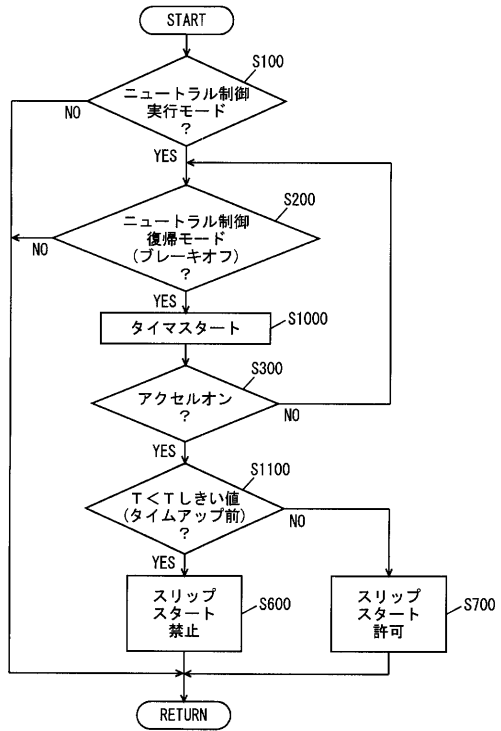 START
S100
ニュートラル制御
実行モード
?
NO
YES
S200
ニュートラル制御
復帰モード
(ブレーキオフ)
?
NO
YES
タイマスタート
S1000
S300
アクセルオン
?
NO
YES
S1100
T<Tしきい値
(タイムアップ前)
?
NO
YES
スリップ
スタート
禁止
S600
スリップ
スタート
許可
S700
RETURN